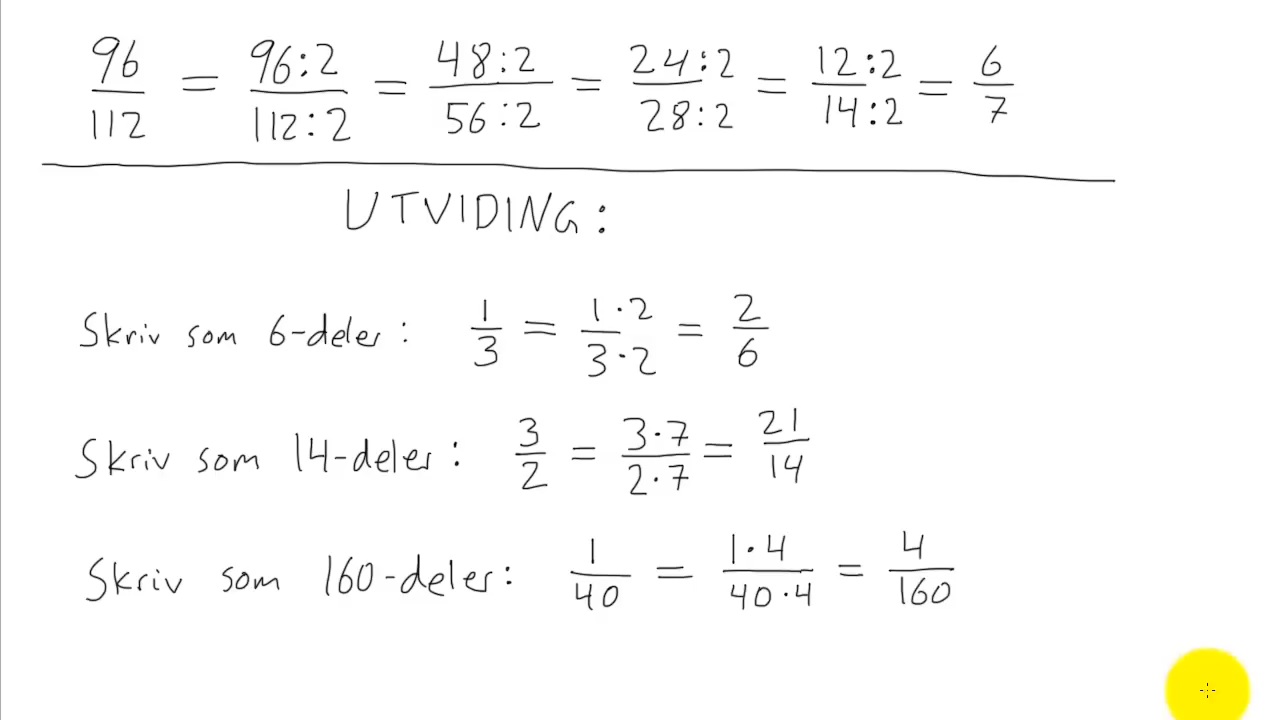 96/112 = 96:2/112:2 = 48:2/56:2 = 24:2/28:2 = 12:2/14:2 = 6/7
UTVIDING:
Skriv som 6-deler: 1/3 = 1·2/3·2 = 2/6
Skriv som 14-deler: 3/2 = 3·7/2·7 = 21/14
Skriv som 160-deler: 1/40 = 1·4/40·4 = 4/160